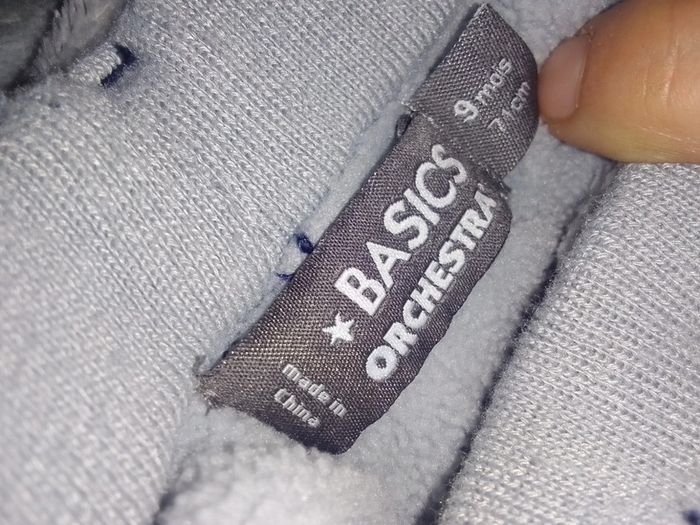 9 mois
71 cm
BASICS
ORCHESTRA
made in
China